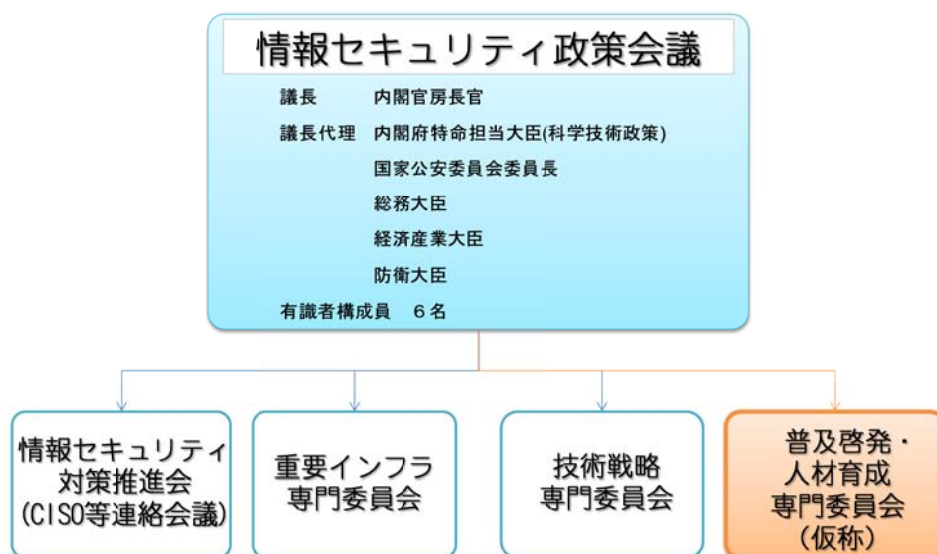 情報セキュリティ政策会議
議長 内閣官房長官
議長代理 内閣府特命担当大臣(科学技術政策)
国家公安委員会委員長
総務大臣
経済産業大臣
防衛大臣
有識者構成員 6名
情報セキュリティ
対策推進会
(CISO等連絡会議)
重要インフラ
専門委員会
技術戦略
専門委員会
普及啓発・
人材育成
専門委員会
(仮称)